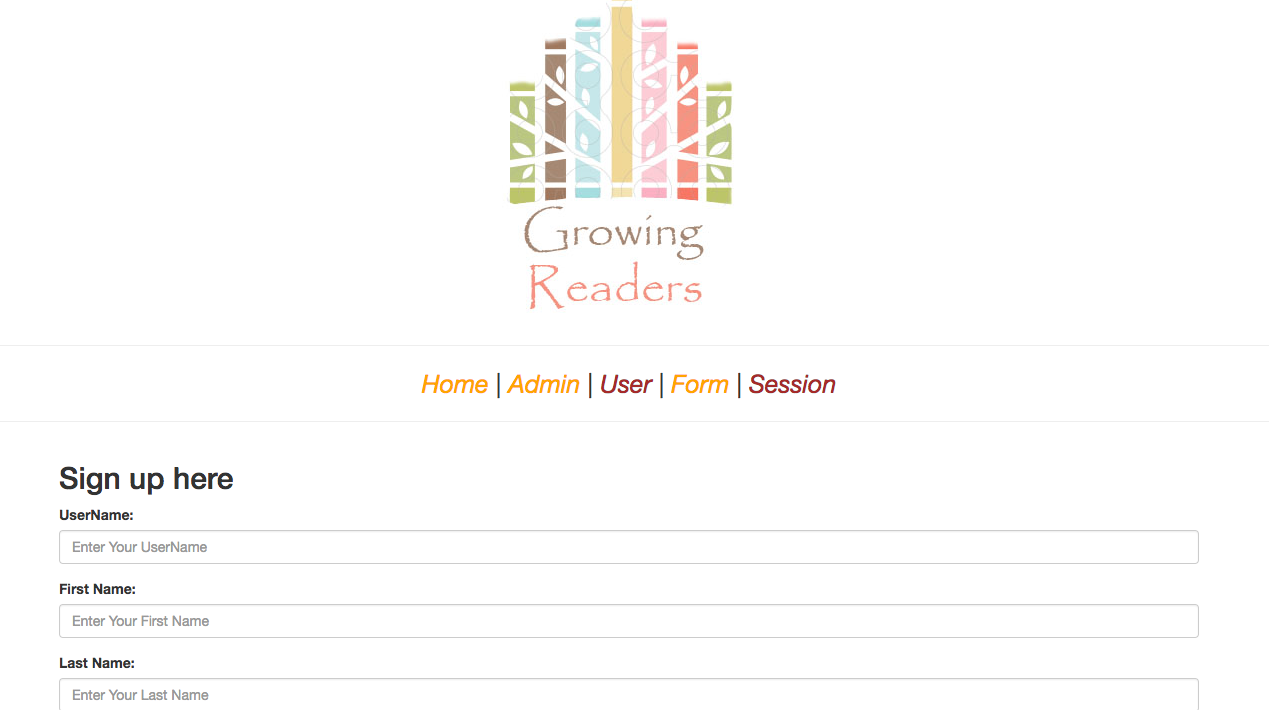 Growing
Readers
Home | Admin | User | Form | Session
Sign up here
UserName:
Enter Your UserName
First Name:
Enter Your First Name
Last Name:
Enter Your Last Name